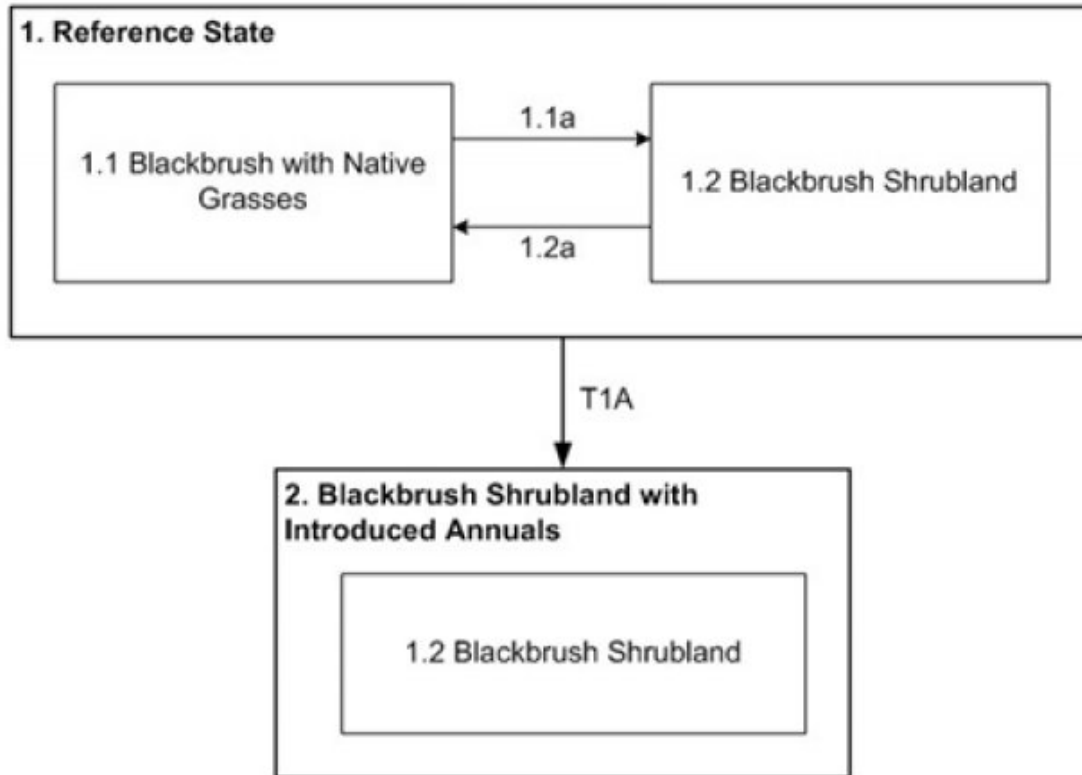 1. Reference State
1.1 Blackbrush with Native
Grasses
1.1a
1.2a
1.2 Blackbrush Shrubland
T1A
2. Blackbrush Shrubland with
Introduced Annuals
1.2 Blackbrush Shrubland